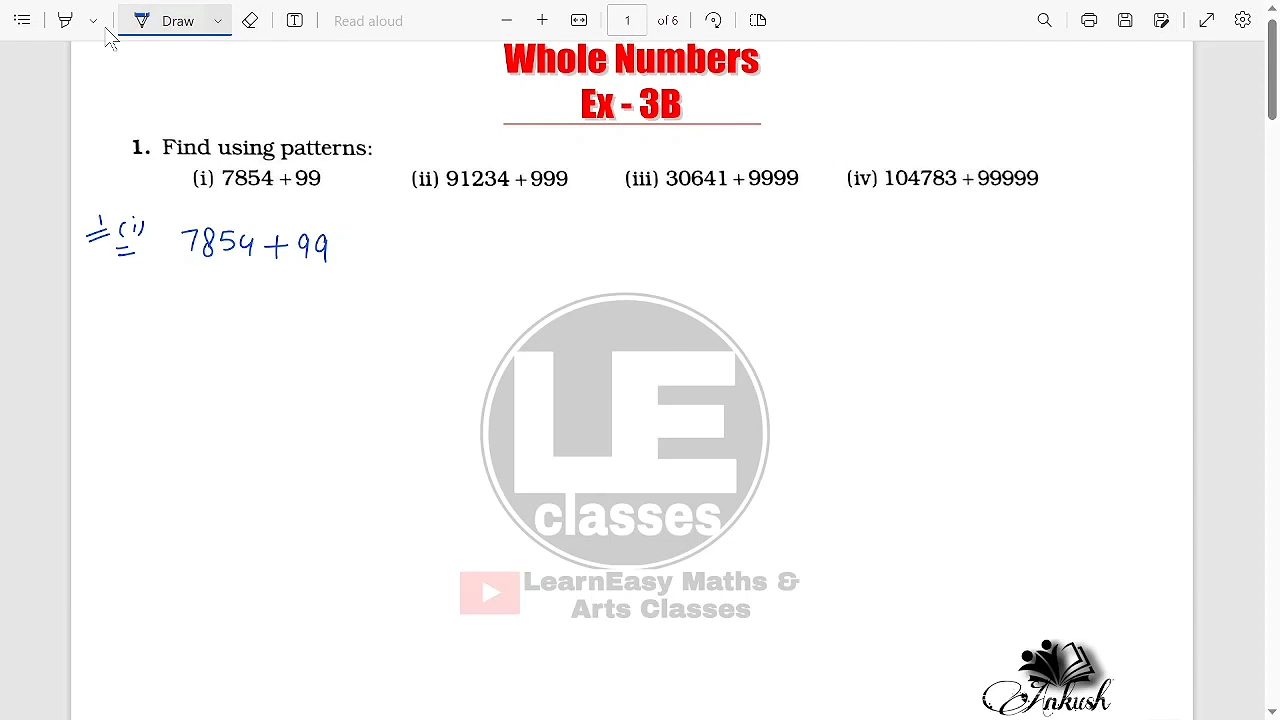 Draw Read aloud 1 of 6
Whole Numbers
Ex - 3B
1. Find using patterns:
(i) 7854 + 99 (ii) 91234 + 999 (iii) 30641 + 9999 (iv) 104783 + 99999
1 (i) 7854 + 99
LE
classes
LearnEasy Maths &
Arts Classes
Ankush